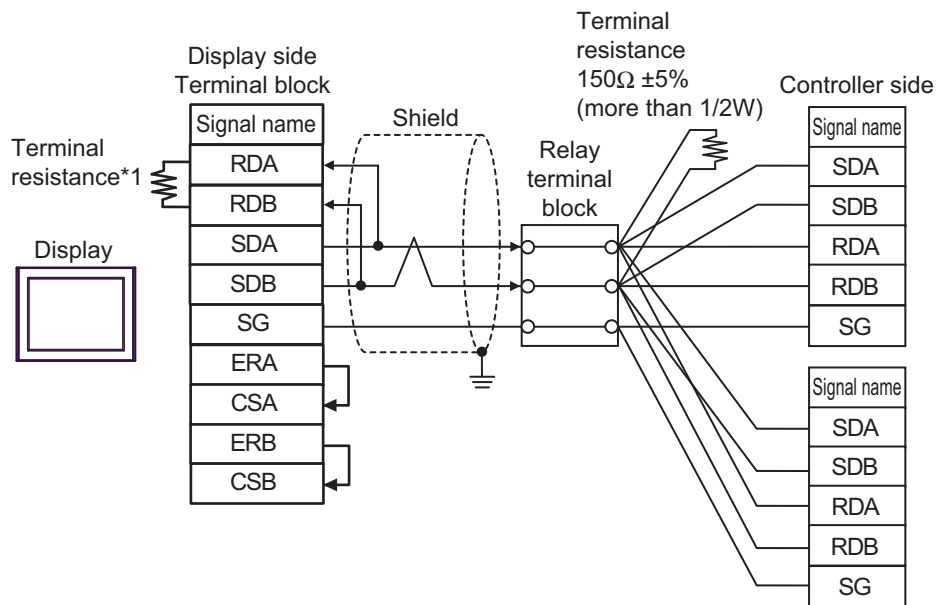 Display side
Terminal block
Signal name
RDA
RDB
SDA
SDB
SG
ERA
CSA
ERB
CSB
Terminal
resistance*1
Display
Shield
Relay
terminal
block
Terminal
resistance
150Ω ±5%
(more than 1/2W)
Controller side
Signal name
SDA
SDB
RDA
RDB
SG
Signal name
SDA
SDB
RDA
RDB
SG